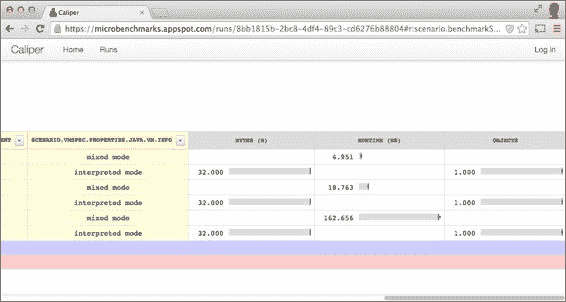 Caliper
https://microbenchmarks.appspot.com/runs/8bb1815b-2bc8-4df4-89c3-cd6276b88804#r:scenario.benchmarkS...
Caliper Home Runs Log in
ENT SCENARIO.VMSPEC.PROPERTIES.JAVA.VM.INFO BYTES (B) RUNTIME (NS) OBJECTS
mixed mode 4.951
interpreted mode 32.000 1.000
mixed mode 18.763
interpreted mode 32.000 1.000
mixed mode 162.656
interpreted mode 32.000 1.000